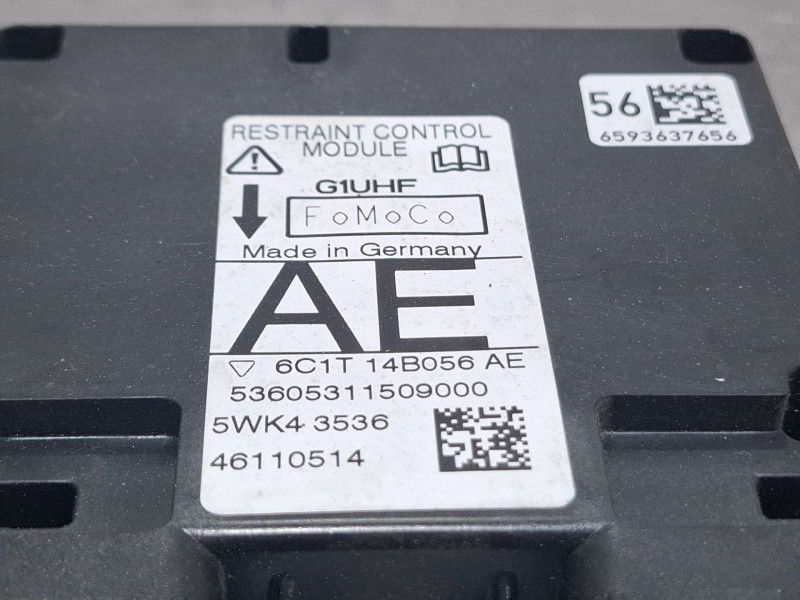 RESTRAINT CONTROL
MODULE
G1UHF
FoMoCo
Made in Germany
AE
6C1T 14B056 AE
53605311509000
5WK4 3536
46110514
56
6593637656